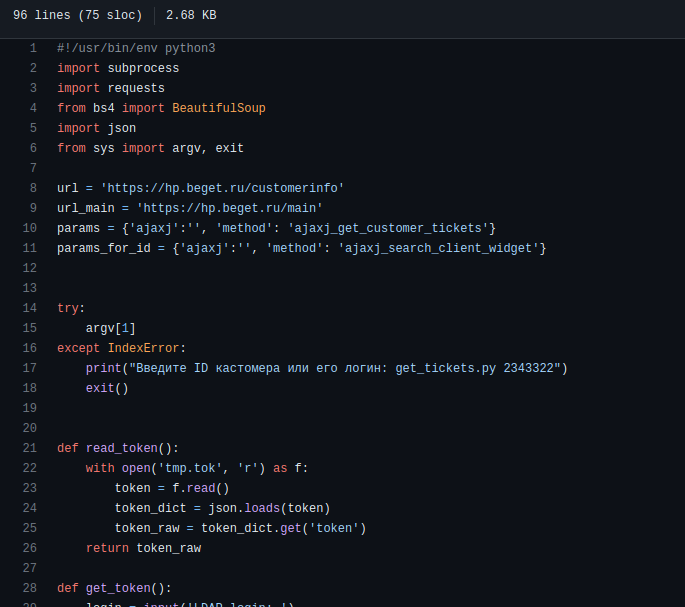 96 lines (75 sloc) 2.68 KB
1 #!/usr/bin/env python3
2 import subprocess
3 import requests
4 from bs4 import BeautifulSoup
5 import json
6 from sys import argv, exit
7
8 url = 'https://hp.beget.ru/customerinfo'
9 url_main = 'https://hp.beget.ru/main'
10 params = {'ajaxj':'', 'method': 'ajaxj_get_customer_tickets'}
11 params_for_id = {'ajaxj':'', 'method': 'ajaxj_search_client_widget'}
12
13
14 try:
15     argv[1]
16 except IndexError:
17     print("Введите ID кастомера или его логин: get_tickets.py 2343322")
18     exit()
19
20
21 def read_token():
22     with open('tmp.tok', 'r') as f:
23         token = f.read()
24         token_dict = json.loads(token)
25         token_raw = token_dict.get('token')
26     return token_raw
27
28 def get_token():
29     login = input('LDAP login: ')